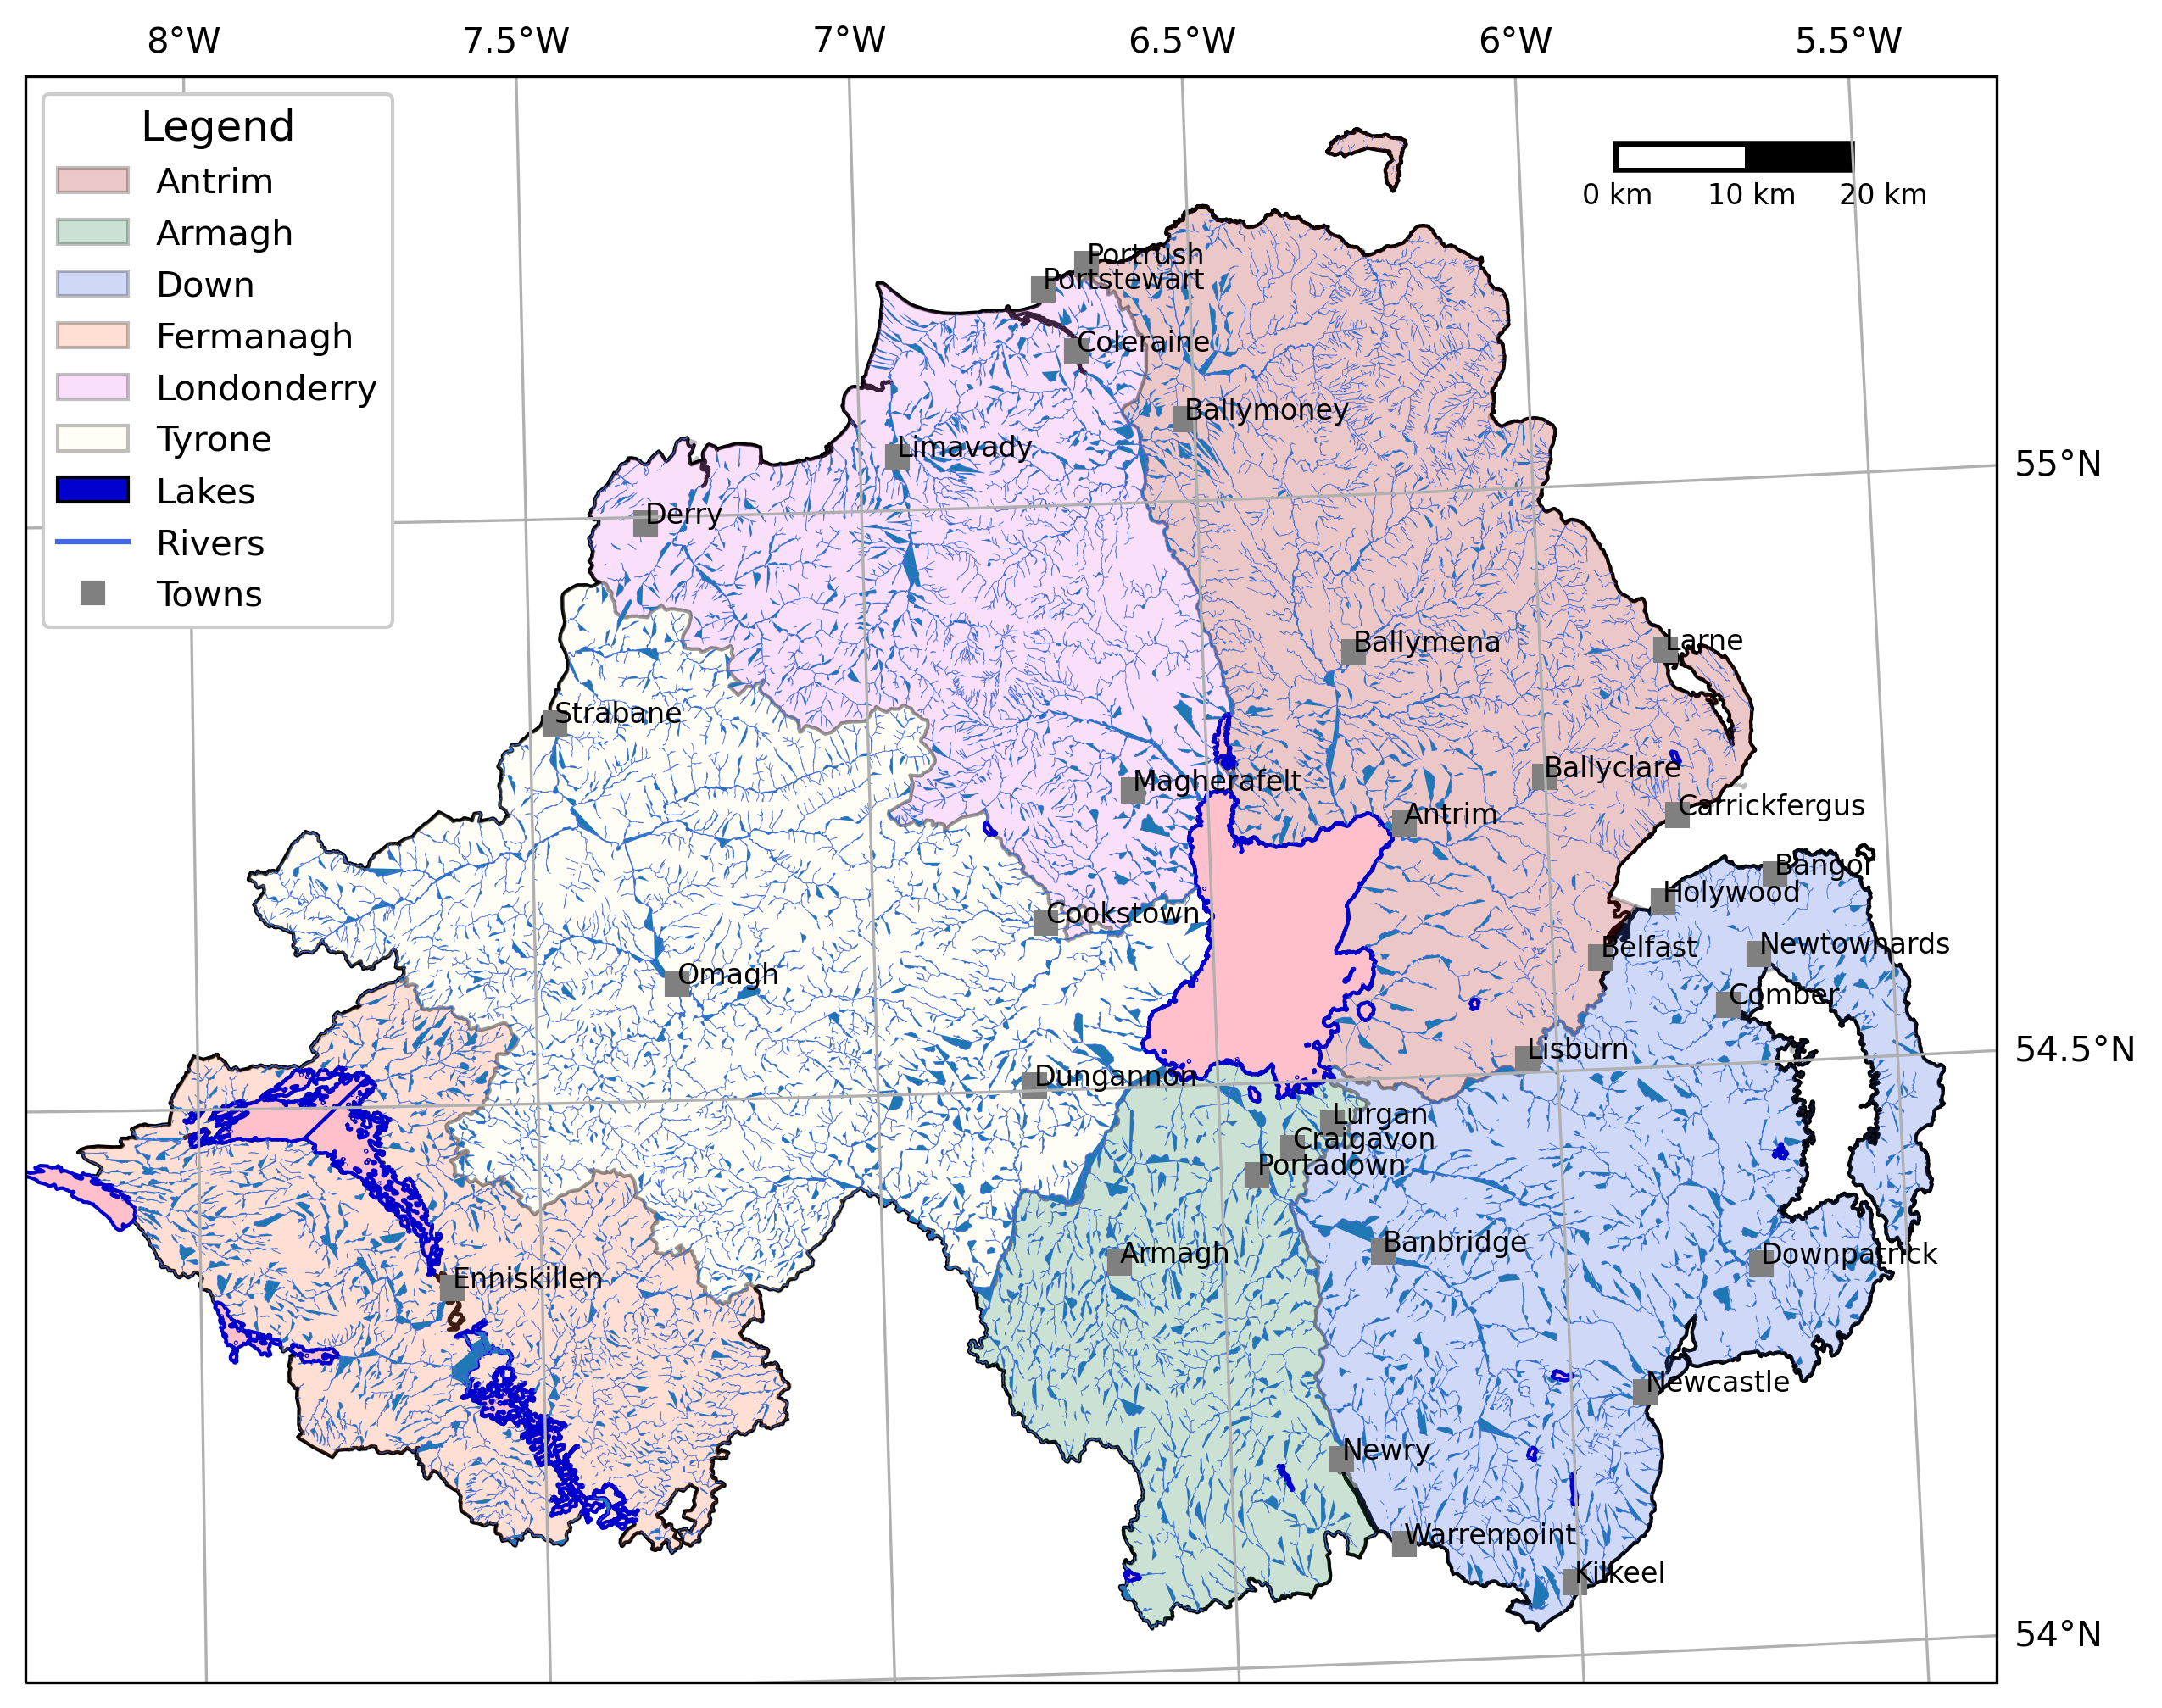 8°W 7.5°W 7°W 6.5°W 6°W 5.5°W
Legend
Antrim
Armagh
Down
Fermanagh
Londonderry
Tyrone
Lakes
Rivers
Towns
0 km 10 km 20 km
Portrush
Portstewart
Coleraine
Ballymoney
Limavady
55°N
Derry
Ballymena
Larne
Strabane
Ballyclare
Magherafelt
Carrickfergus
Antrim
Bangor
Holywood
Cookstown
Newtownards
Belfast
Omagh
Comber
54.5°N
Lisburn
Dungannon
Lurgan
Craigavon
Portadown
Banbridge
Armagh
Downpatrick
Enniskillen
Newcastle
Newry
Warrenpoint
Kilkeel
54°N